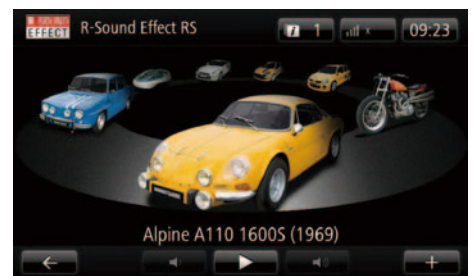 EFFECT
R-Sound Effect RS
i 1
x
09:23
Alpine A110 1600S (1969)